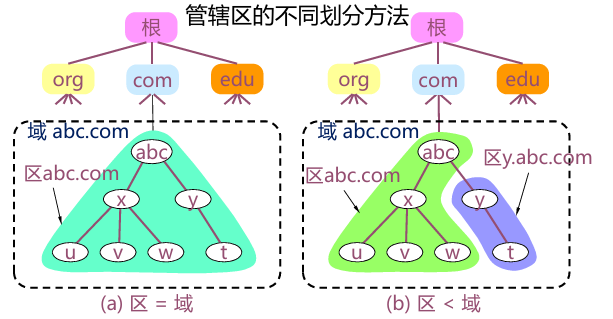 管辖区的不同划分方法
根
org
com
edu
域 abc.com
区abc.com
abc
x
y
u
v
w
t
(a) 区 = 域
根
org
com
edu
域 abc.com
区abc.com
区y.abc.com
abc
x
y
u
v
w
t
(b) 区 < 域